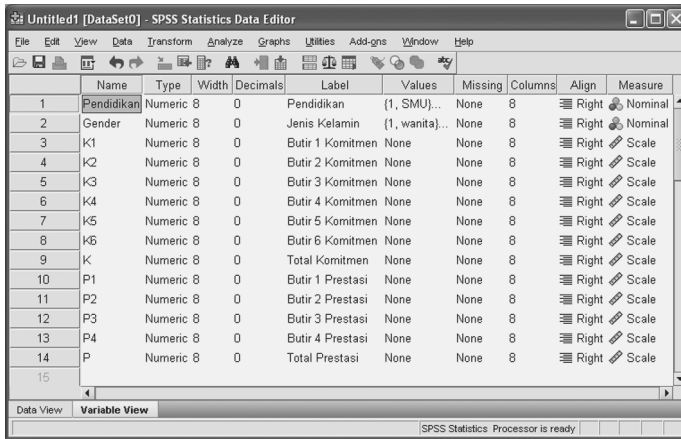 Untitled1 [DataSet0] - SPSS Statistics Data Editor
File Edit View Data Transform Analyze Graphs Utilities Add-ons Window Help
Name Type Width Decimals Label Values Missing Columns Align Measure
1 Pendidikan Numeric 8 0 Pendidikan {1, SMU}... None 8 Right Nominal
2 Gender Numeric 8 0 Jenis Kelamin {1, wanita}... None 8 Right Nominal
3 K1 Numeric 8 0 Butir 1 Komitmen None None 8 Right Scale
4 K2 Numeric 8 0 Butir 2 Komitmen None None 8 Right Scale
5 K3 Numeric 8 0 Butir 3 Komitmen None None 8 Right Scale
6 K4 Numeric 8 0 Butir 4 Komitmen None None 8 Right Scale
7 K5 Numeric 8 0 Butir 5 Komitmen None None 8 Right Scale
8 K6 Numeric 8 0 Butir 6 Komitmen None None 8 Right Scale
9 K Numeric 8 0 Total Komitmen None None 8 Right Scale
10 P1 Numeric 8 0 Butir 1 Prestasi None None 8 Right Scale
11 P2 Numeric 8 0 Butir 2 Prestasi None None 8 Right Scale
12 P3 Numeric 8 0 Butir 3 Prestasi None None 8 Right Scale
13 P4 Numeric 8 0 Butir 4 Prestasi None None 8 Right Scale
14 P Numeric 8 0 Total Prestasi None None 8 Right Scale
15
Data View Variable View
SPSS Statistics Processor is ready